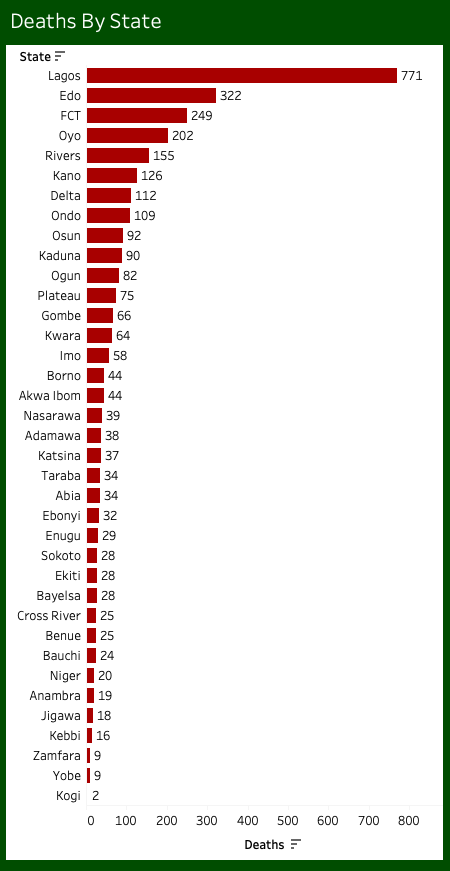 Deaths By State
State
Lagos 771
Edo 322
FCT 249
Oyo 202
Rivers 155
Kano 126
Delta 112
Ondo 109
Osun 92
Kaduna 90
Ogun 82
Plateau 75
Gombe 66
Kwara 64
Imo 58
Borno 44
Akwa Ibom 44
Nasarawa 39
Adamawa 38
Katsina 37
Taraba 34
Abia 34
Ebonyi 32
Enugu 29
Sokoto 28
Ekiti 28
Bayelsa 28
Cross River 25
Benue 25
Bauchi 24
Niger 20
Anambra 19
Jigawa 18
Kebbi 16
Zamfara 9
Yobe 9
Kogi 2
0 100 200 300 400 500 600 700 800
Deaths